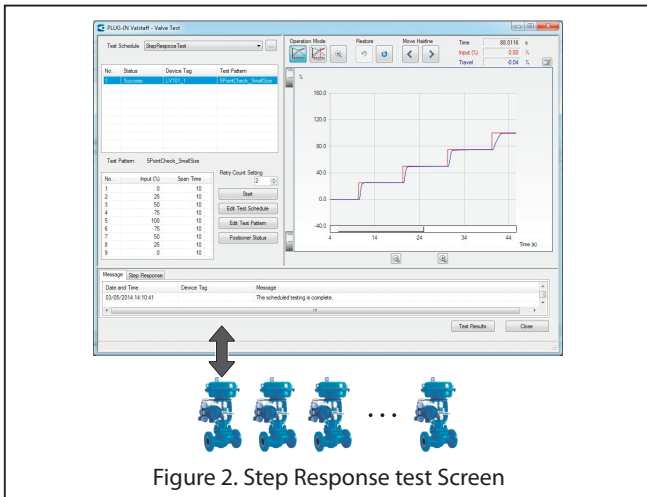 PLUG-IN Valstaff - Valve Test
Test Schedule StepResponceTest ...
No. Status Device Tag Test Pattern
1 Success LV101_1 5PointCheck_SmallSize
Test Pattern: 5PointCheck_SmallSize
No. Input (%) Span Time
1 0 10
2 25 10
3 50 10
4 75 10
5 100 10
6 75 10
7 50 10
8 25 10
9 0 10
Retry Count Setting
2
Start
Edit Test Schedule
Edit Test Pattern
Positioner Status
Operation Mode Restore Move Hairline
Time 88.0116 s
Input (%) 0.00 %
Travel -0.04 %
%
160.0
120.0
80.0
40.0
0.0
-40.0
4 14 24 34 44
Time (s)
Message Step Response
Date and Time Device Tag Message
03/05/2014 14:10:41 The scheduled testing is complete.
Test Results Close
...
Figure 2. Step Response test Screen